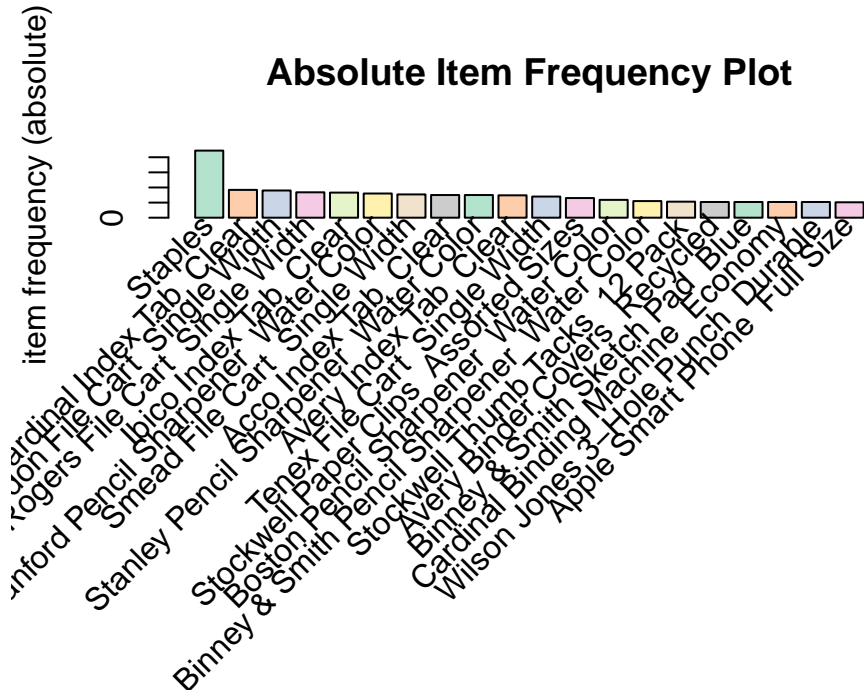 Absolute Item Frequency Plot
item frequency (absolute)
0
Staples
ardinal Index Tab Clear
don File Cart Single Width
Rogers File Cart Single Width
Ibico Index Tab Clear
nford Pencil Sharpener Water Color
Smead File Cart Single Width
Acco Index Tab Clear
Stanley Pencil Sharpener Water Color
Avery Index Tab Clear
Tenex File Cart Single Width
Stockwell Paper Clips Assorted Sizes
Boston Pencil Sharpener Water Color
Binney & Smith Pencil Sharpener Water Color
Stockwell Thumb Tacks 12 Pack
Avery Binder Covers Recycled
Binney & Smith Sketch Pad Blue
Cardinal Binding Machine Economy
Wilson Jones 3−Hole Punch Durable
Apple Smart Phone Full Size